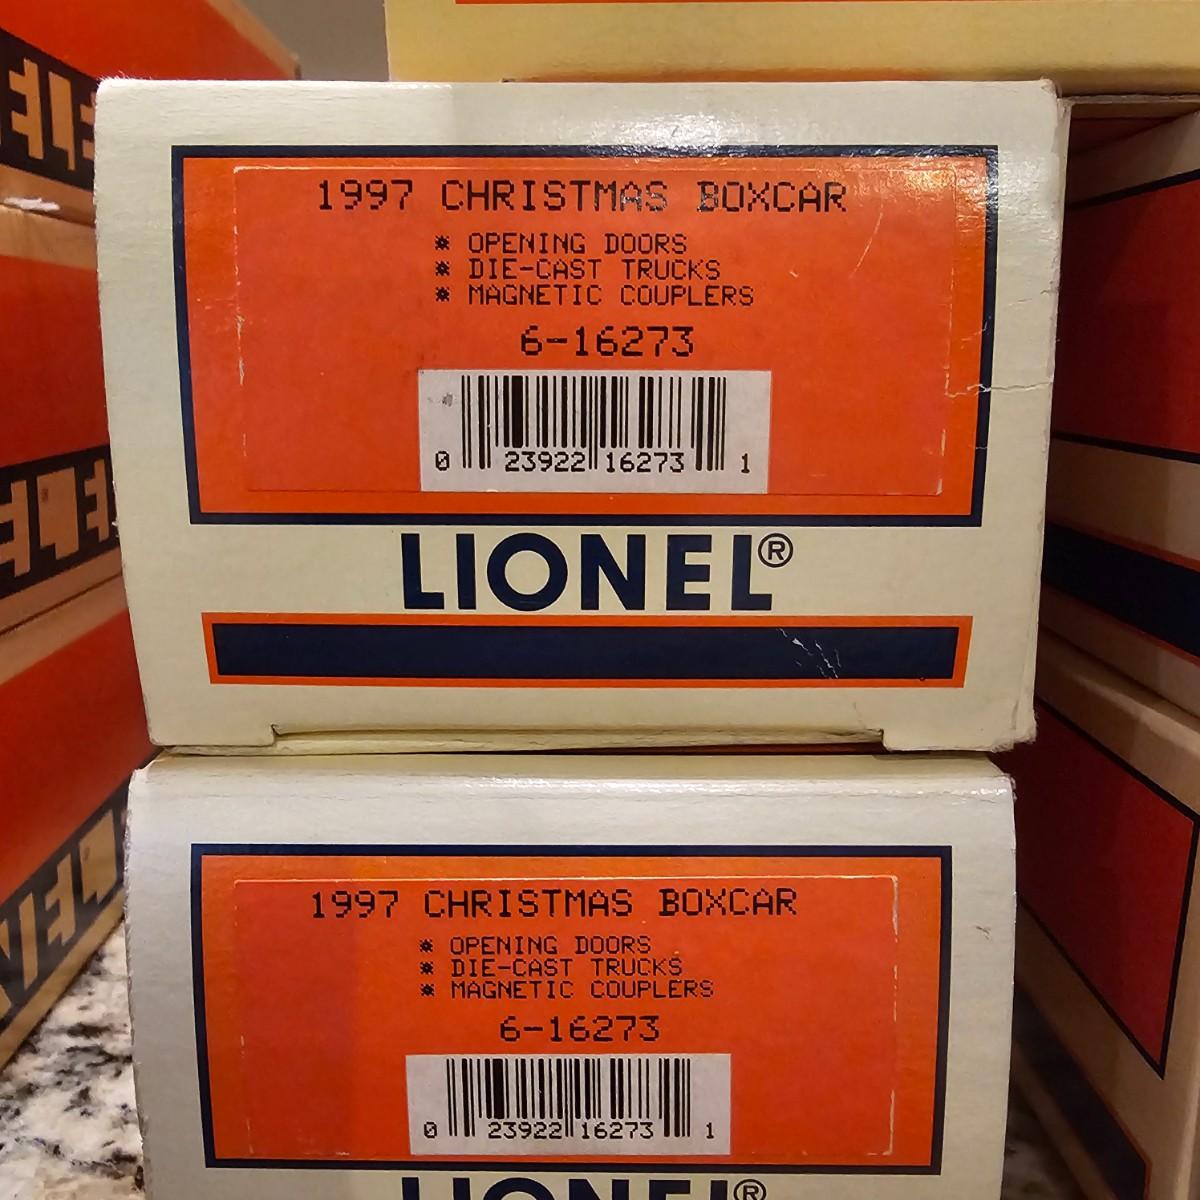 1997 CHRISTMAS BOXCAR
* OPENING DOORS
* DIE-CAST TRUCKS
* MAGNETIC COUPLERS
6-16273
0 23922 16273 1
LIONEL®
1997 CHRISTMAS BOXCAR
* OPENING DOORS
* DIE-CAST TRUCKS
* MAGNETIC COUPLERS
6-16273
0 23922 16273 1
LIONEL®